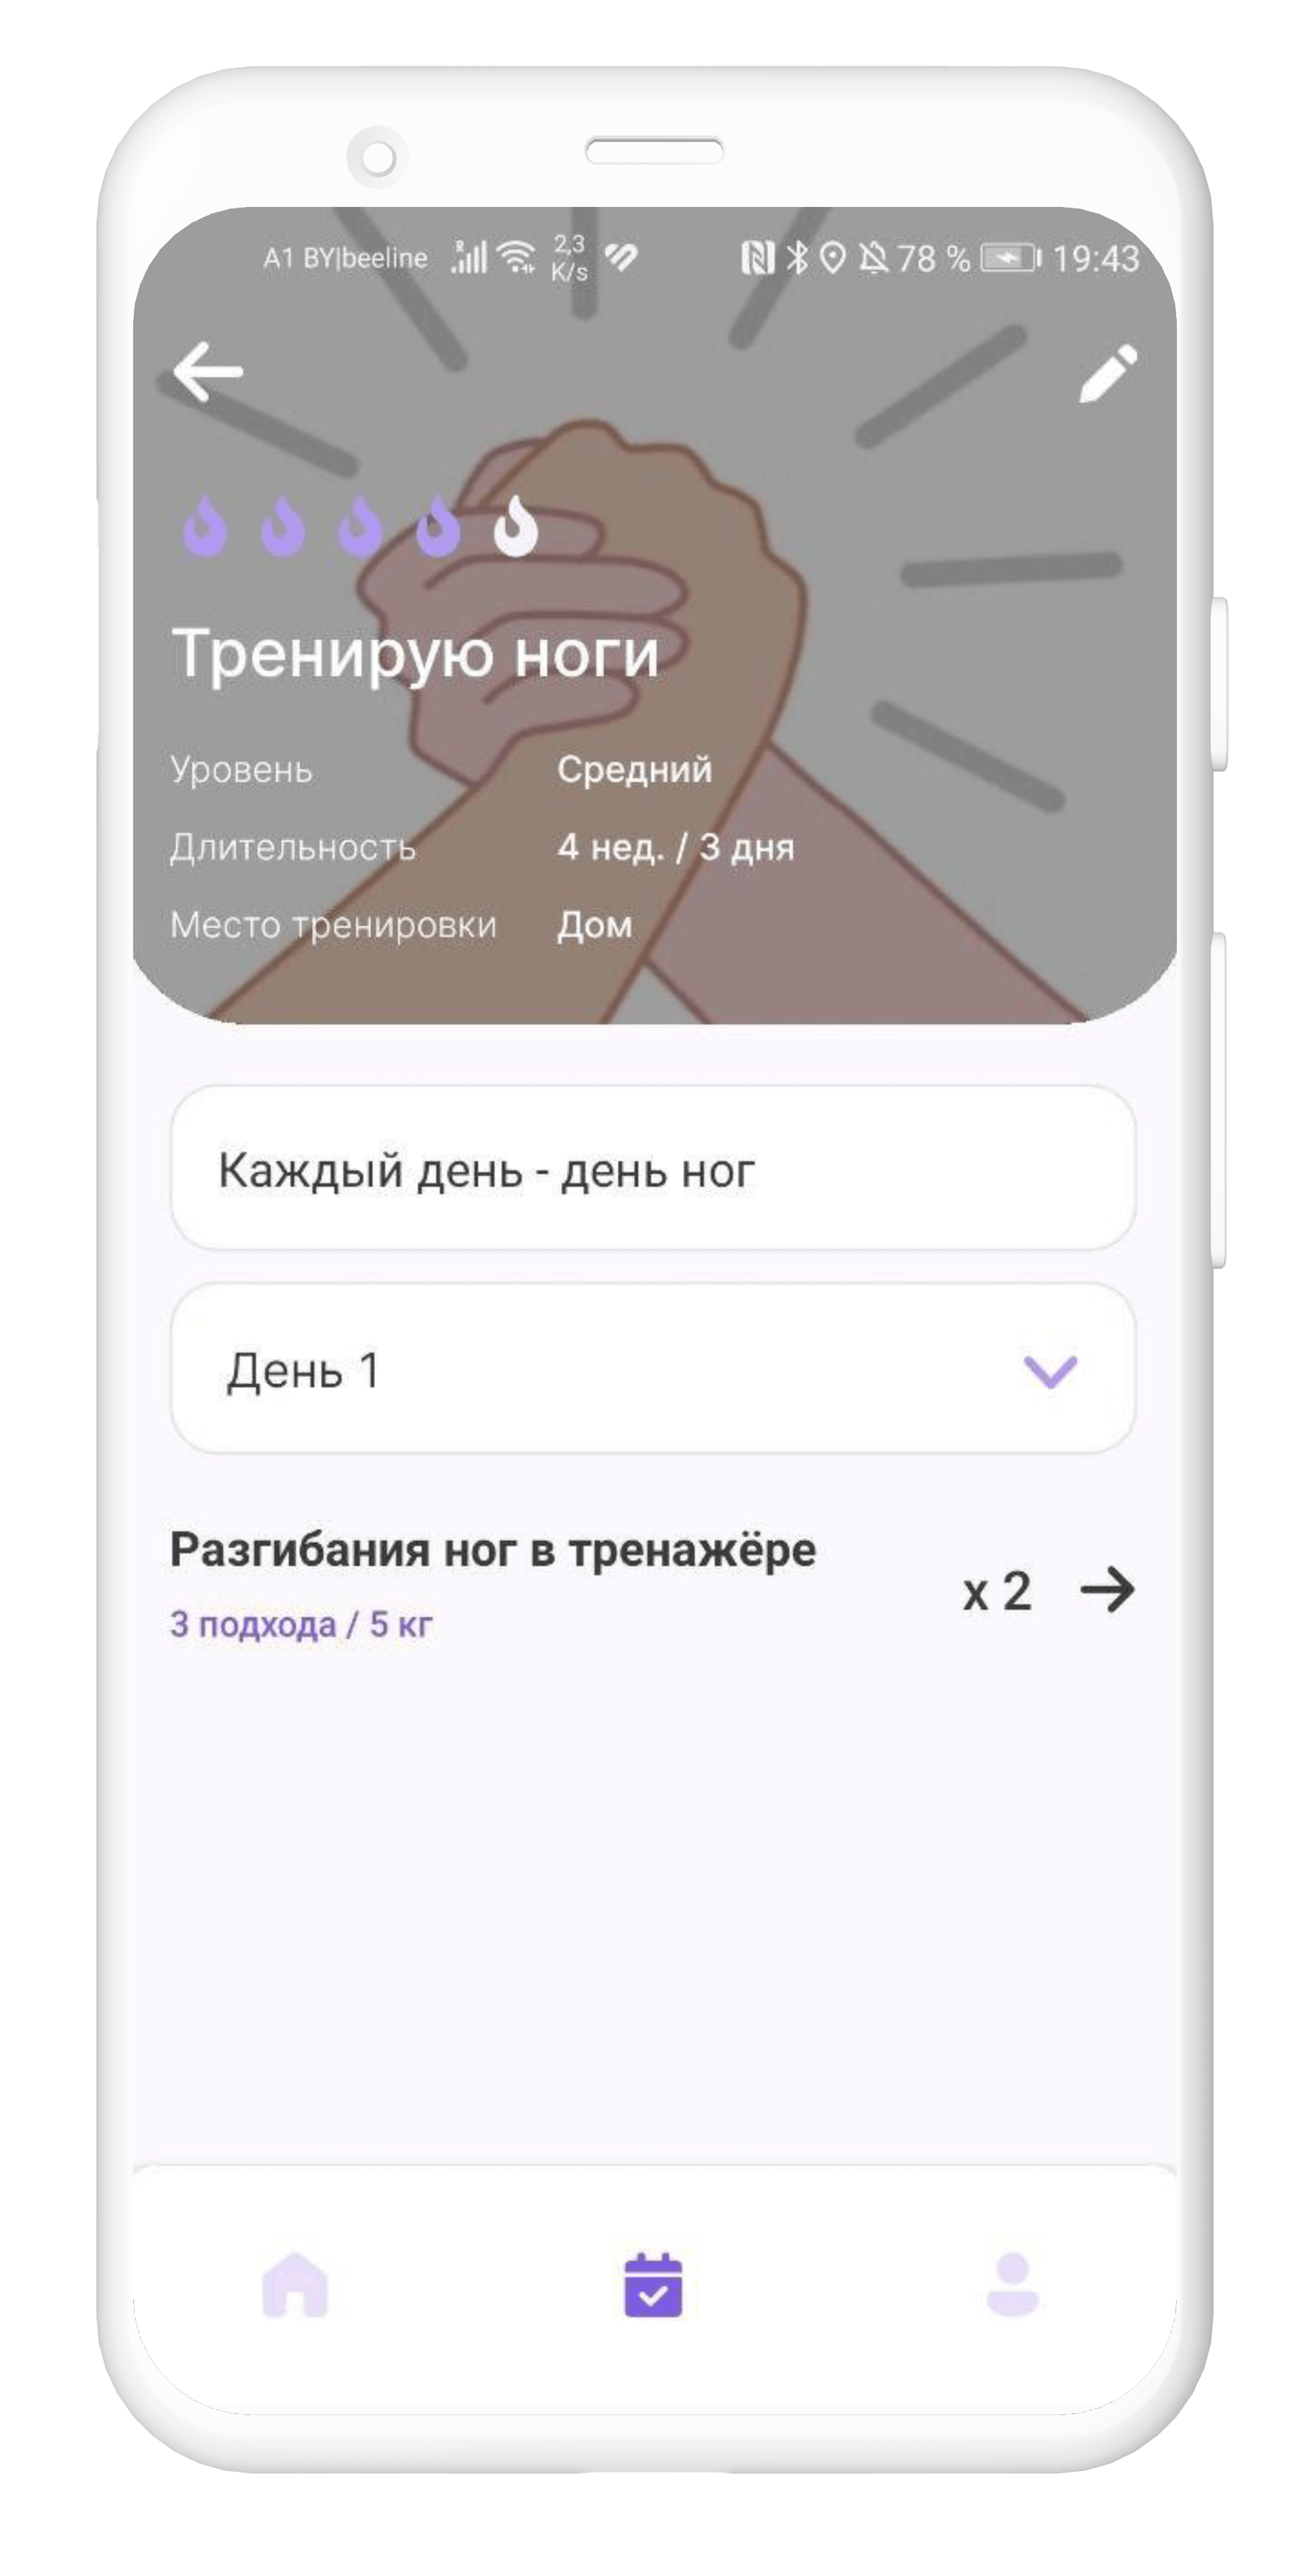 A1 BY|beeline R 2,3 K/s 78 % 19:43
Тренирую ноги
Уровень Средний
Длительность 4 нед. / 3 дня
Место тренировки Дом
Каждый день - день ног
День 1
Разгибания ног в тренажёре
x 2
3 подхода / 5 кг